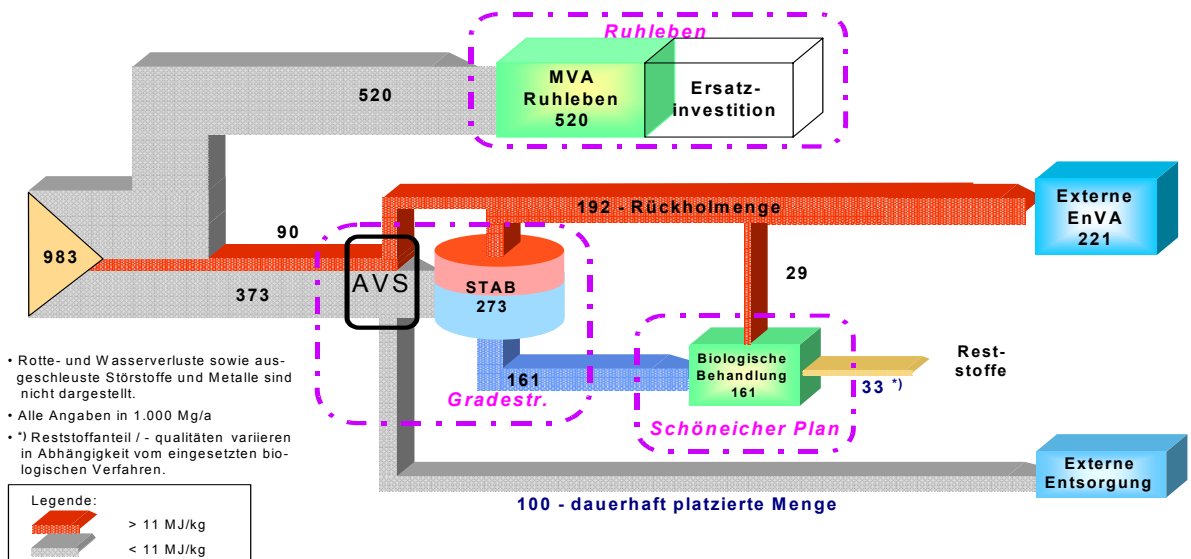 Ruhleben
MVA
Ruhleben
520
Ersatz-
investition
520
983
90
373
AVS
STAB
273
192 - Rückholmenge
Externe
EnVA
221
29
161
Gradestr.
Biologische
Behandlung
161
33 *)
Rest-
stoffe
Schöneicher Plan
Externe
Entsorgung
100 - dauerhaft platzierte Menge
• Rotte- und Wasserverluste sowie aus-
geschleuste Störstoffe und Metalle sind
nicht dargestellt.
• Alle Angaben in 1.000 Mg/a
• *) Reststoffanteil / - qualitäten variieren
in Abhängigkeit vom eingesetzten bio-
logischen Verfahren.
Legende:
> 11 MJ/kg
< 11 MJ/kg